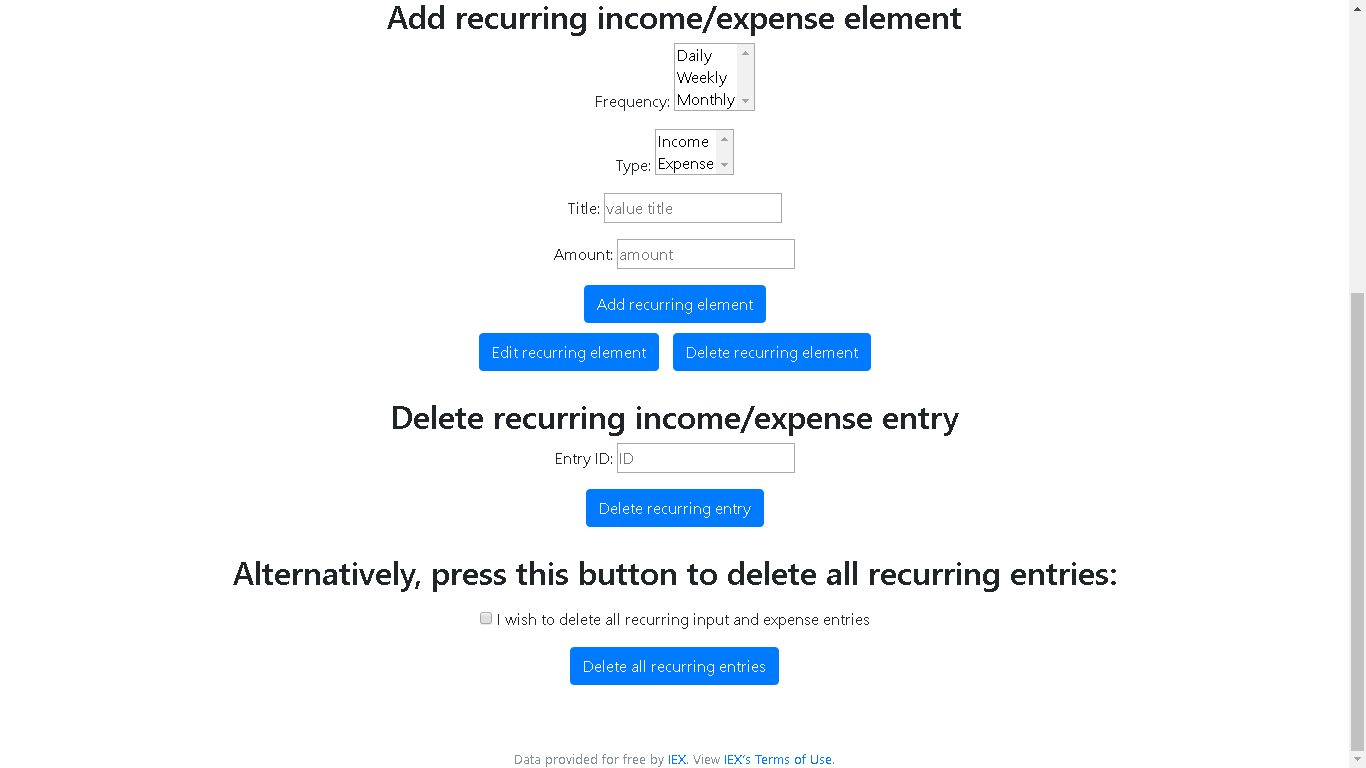 Add recurring income/expense element
Daily
Weekly
Frequency: Monthly
Income
Type: Expense
Title: value title
Amount: amount
Add recurring element
Edit recurring element Delete recurring element
Delete recurring income/expense entry
Entry ID: ID
Delete recurring entry
Alternatively, press this button to delete all recurring entries:
I wish to delete all recurring input and expense entries
Delete all recurring entries
Data provided for free by IEX. View IEX's Terms of Use.